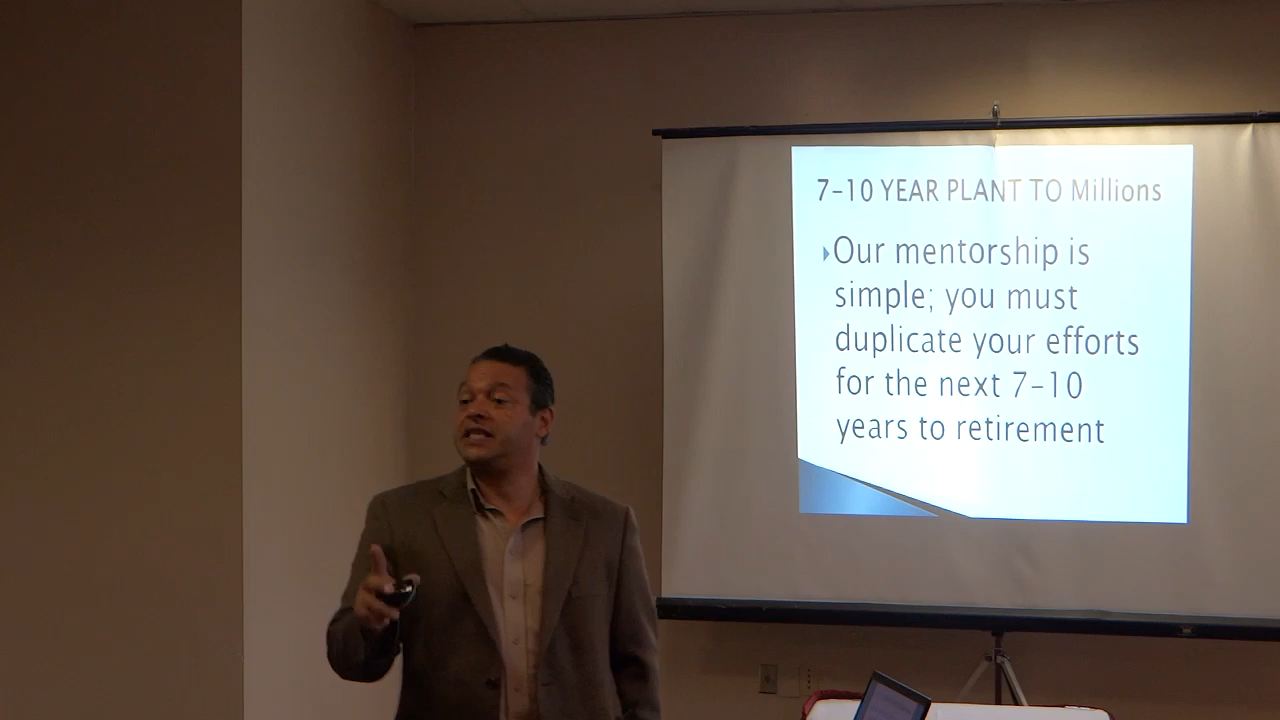 7-10 YEAR PLANT TO Millions
Our mentorship is
simple; you must
duplicate your efforts
for the next 7-10
years to retirement